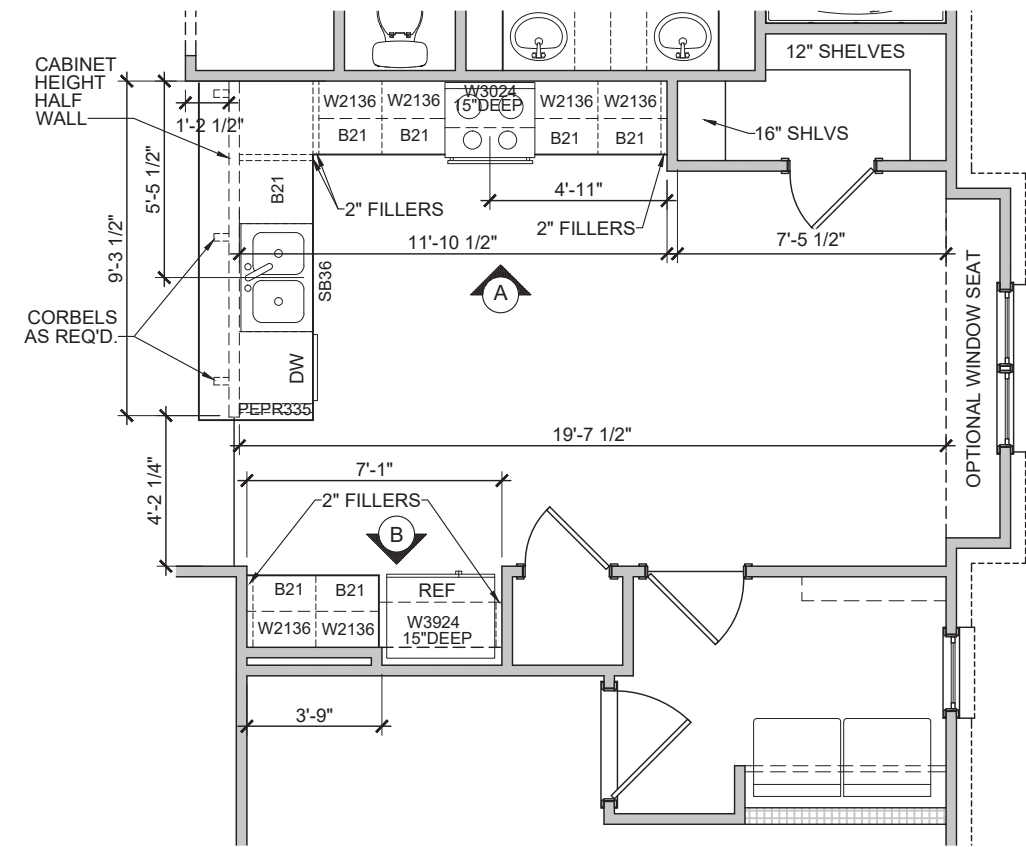 CABINET
HEIGHT
HALF
WALL
1'-2 1/2"
W2136
W2136
W3024
15"DEEP
W2136
W2136
B21
B21
B21
B21
12" SHELVES
16" SHLVS
5'-5 1/2"
9'-3 1/2"
B21
2" FILLERS
4'-11"
2" FILLERS
11'-10 1/2"
7'-5 1/2"
SB36
A
CORBELS
AS REQ'D.
DW
PEPR335
OPTIONAL WINDOW SEAT
19'-7 1/2"
4'-2 1/4"
7'-1"
2" FILLERS
B
B21
B21
REF
W2136
W2136
W3924
15"DEEP
3'-9"